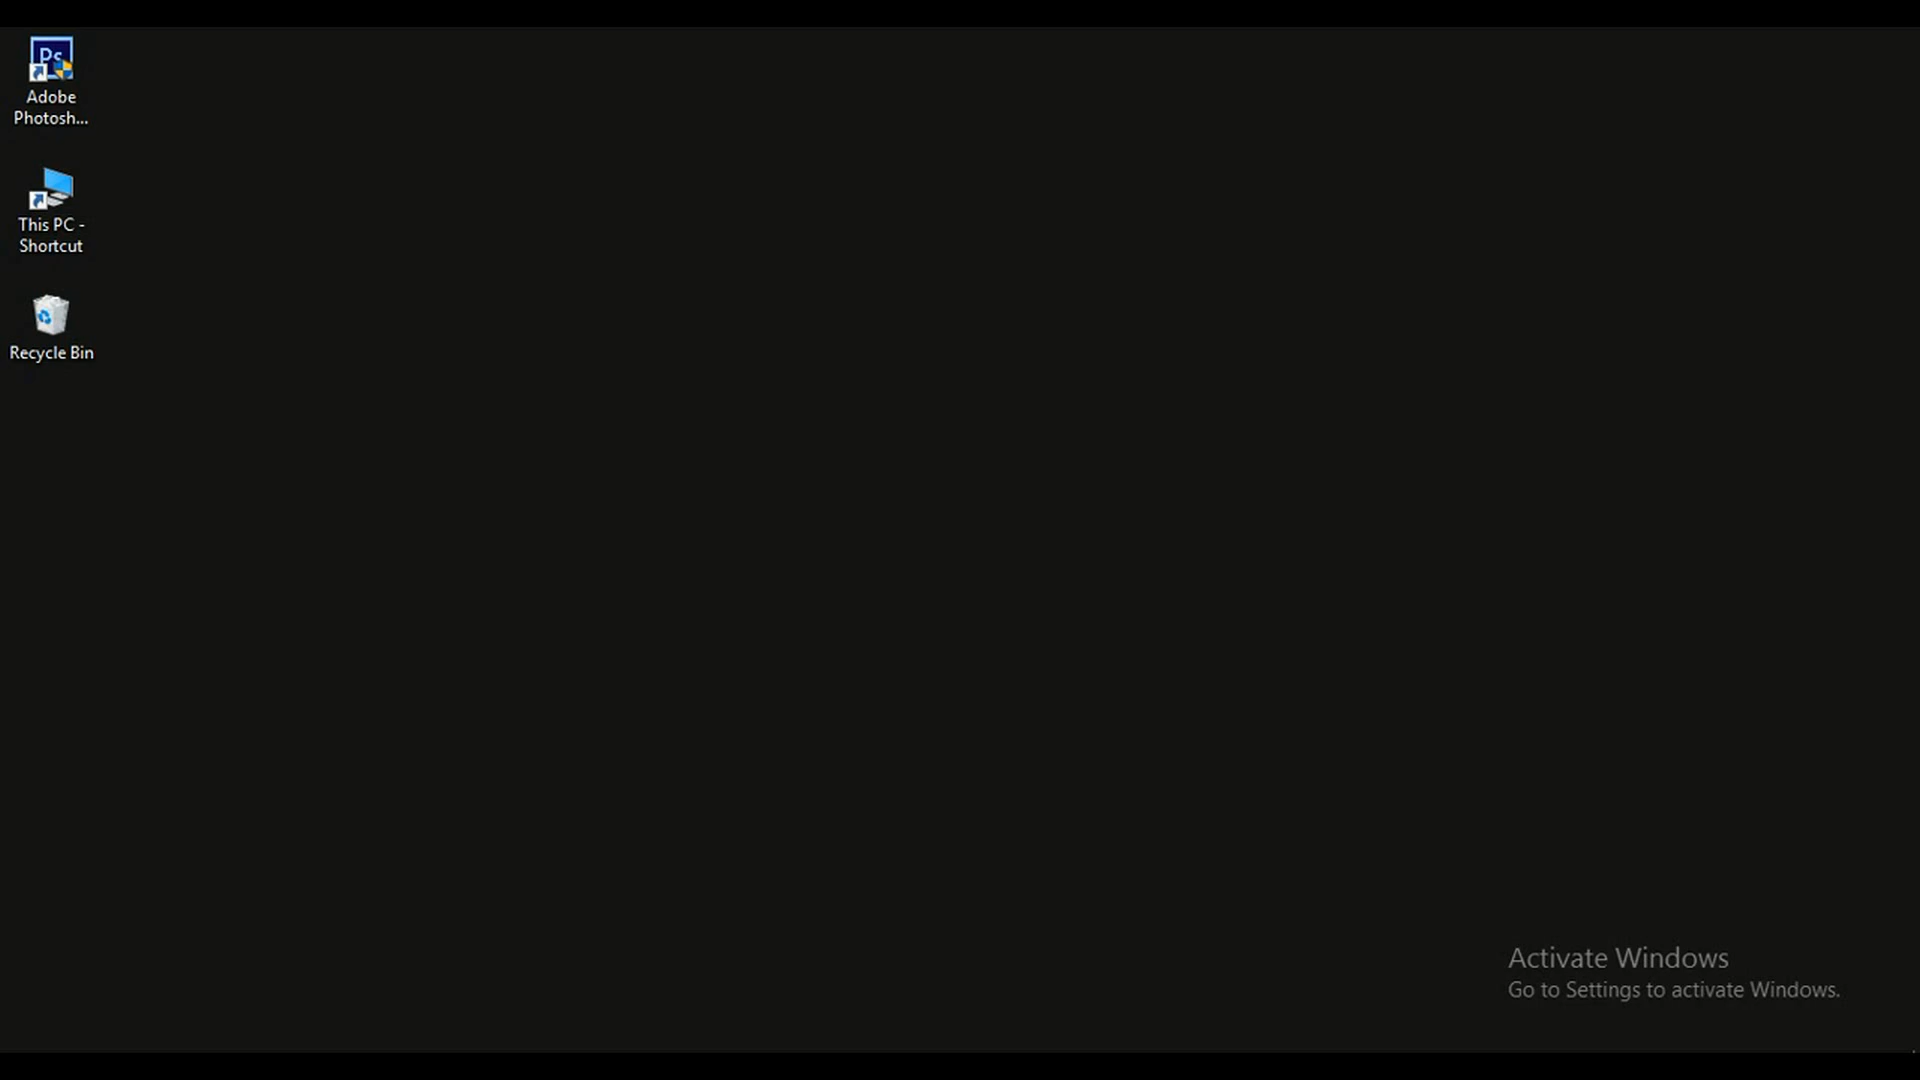 Ps
Adobe
Photosh...
This PC -
Shortcut
Recycle Bin
Activate Windows
Go to Settings to activate Windows.